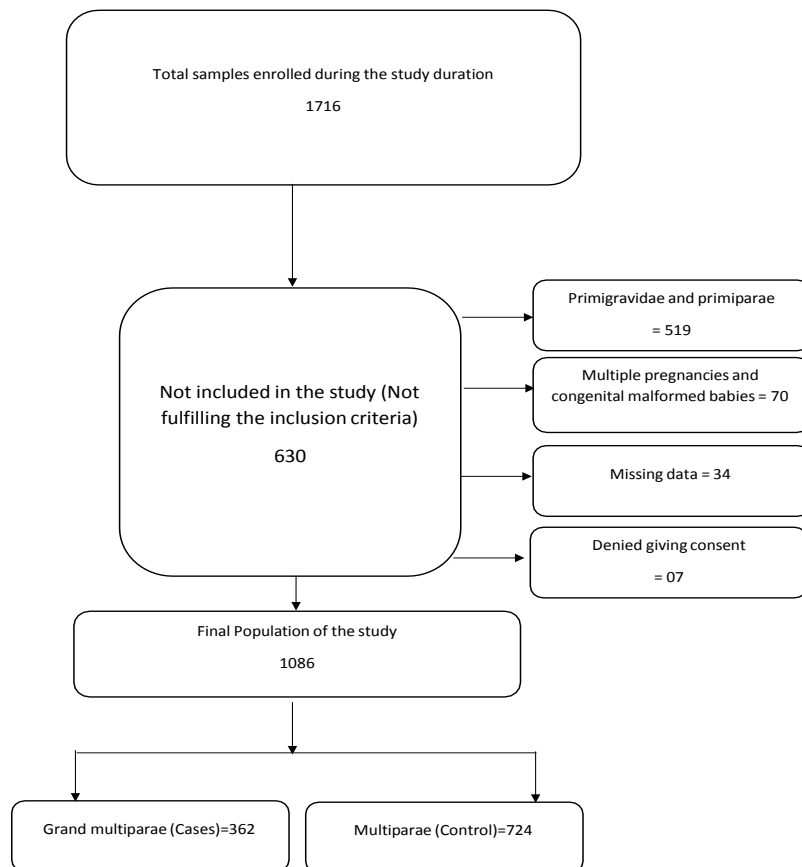 Total samples enrolled during the study duration
1716
Not included in the study (Not
fulfilling the inclusion criteria)
630
Primigravidae and primiparae
= 519
Multiple pregnancies and
congenital malformed babies = 70
Missing data = 34
Denied giving consent
= 07
Final Population of the study
1086
Grand multiparae (Cases)=362
Multiparae (Control)=724